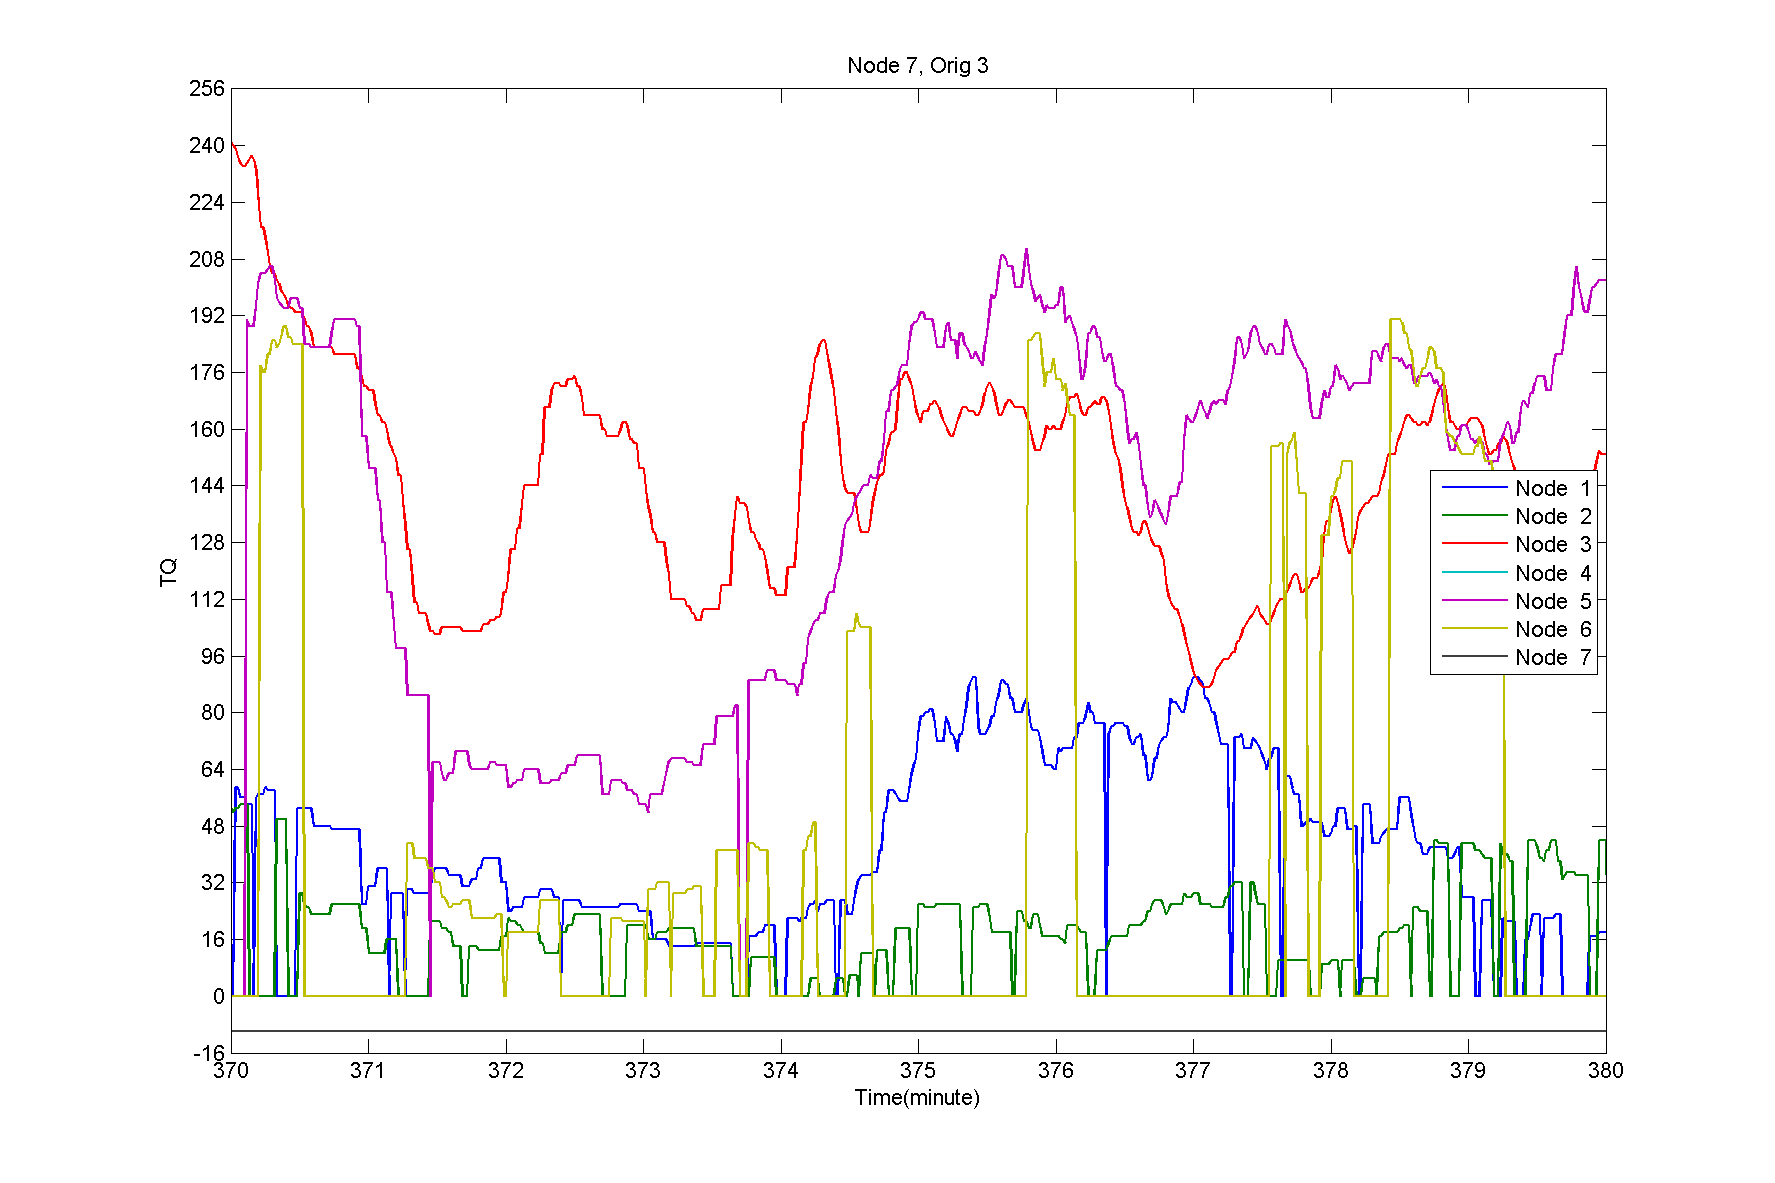 Node 7, Orig 3
256
240
224
208
192
176
160
144
128
112
96
80
64
48
32
16
0
-16
TQ
370 371 372 373 374 375 376 377 378 379 380
Time(minute)
Node 1
Node 2
Node 3
Node 4
Node 5
Node 6
Node 7